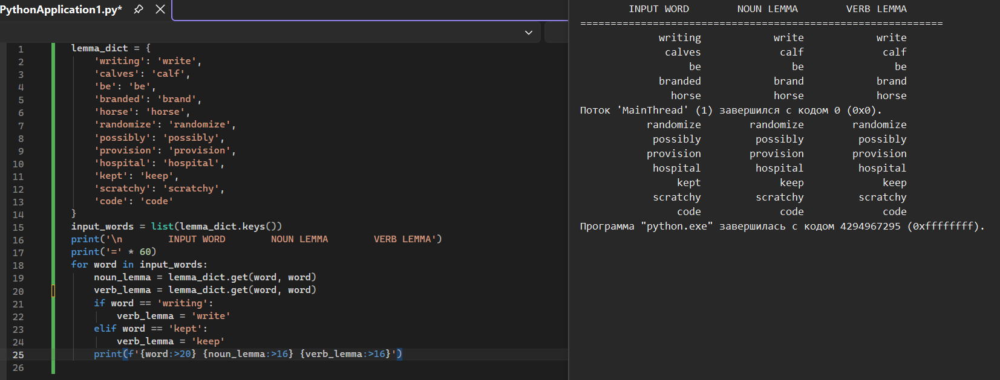 PythonApplication1.py*
1 lemma_dict = {
2     'writing': 'write',
3     'calves': 'calf',
4     'be': 'be',
5     'branded': 'brand',
6     'horse': 'horse',
7     'randomize': 'randomize',
8     'possibly': 'possibly',
9     'provision': 'provision',
10     'hospital': 'hospital',
11     'kept': 'keep',
12     'scratchy': 'scratchy',
13     'code': 'code'
14 }
15 input_words = list(lemma_dict.keys())
16 print('\n        INPUT WORD        NOUN LEMMA        VERB LEMMA')
17 print('=' * 60)
18 for word in input_words:
19     noun_lemma = lemma_dict.get(word, word)
20     verb_lemma = lemma_dict.get(word, word)
21     if word == 'writing':
22         verb_lemma = 'write'
23     elif word == 'kept':
24         verb_lemma = 'keep'
25     print(f'{word:>20} {noun_lemma:>16} {verb_lemma:>16}')
26
        INPUT WORD        NOUN LEMMA        VERB LEMMA
============================================================
             writing            write            write
              calves             calf             calf
                  be               be               be
             branded            brand            brand
               horse            horse            horse
Поток 'MainThread' (1) завершился с кодом 0 (0x0).
           randomize        randomize        randomize
            possibly         possibly         possibly
           provision        provision        provision
            hospital         hospital         hospital
                kept             keep             keep
            scratchy         scratchy         scratchy
                code             code             code
Программа "python.exe" завершилась с кодом 4294967295 (0xffffffff).